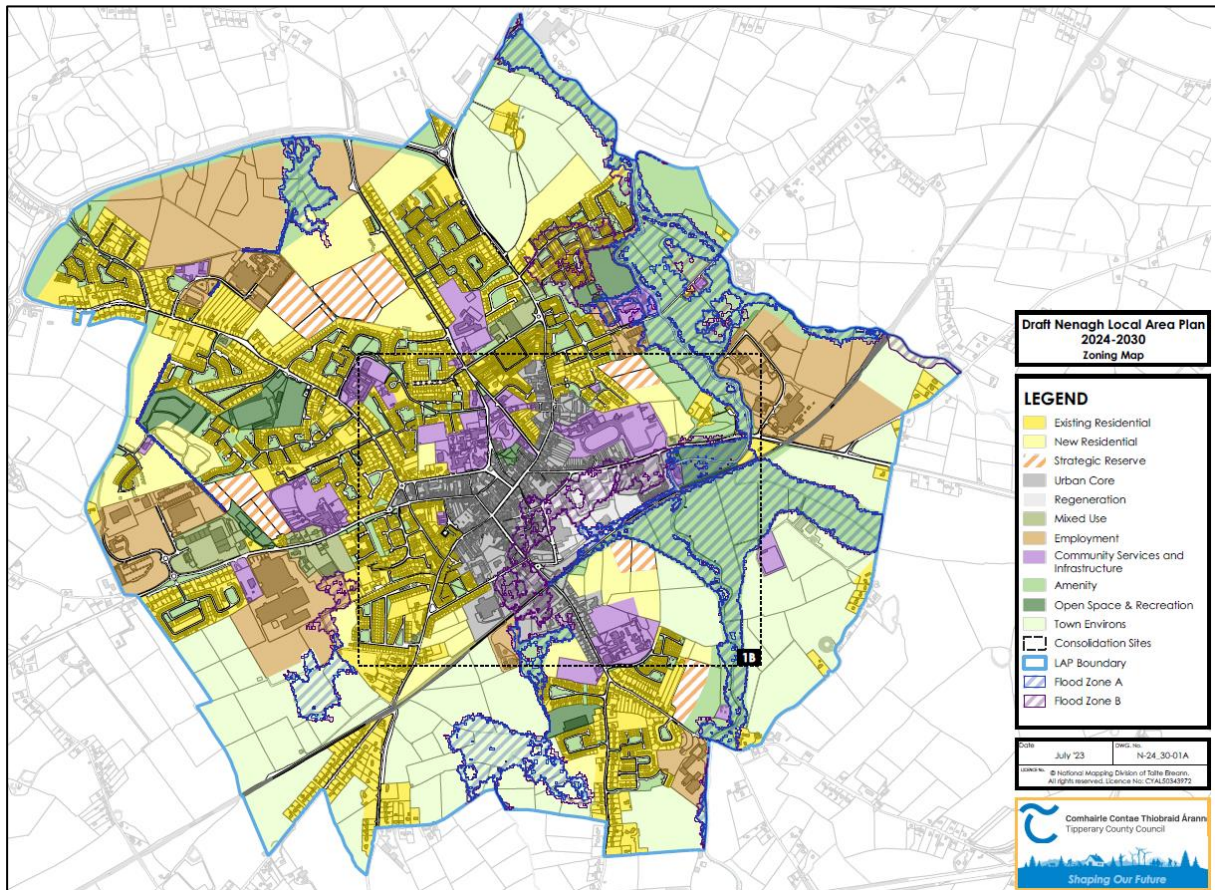 Draft Nenagh Local Area Plan
2024-2030
Zoning Map
LEGEND
Existing Residential
New Residential
Strategic Reserve
Urban Core
Regeneration
Mixed Use
Employment
Community Services and
Infrastructure
Amenity
Open Space & Recreation
Town Environs
Consolidation Sites
LAP Boundary
Flood Zone A
Flood Zone B
1B
Date
July '23
DWG. No.
N-24_30-01A
LICENCE No.
© National Mapping Division of Tailte Éireann.
All rights reserved. Licence No: CYAL50343972
Comhairle Contae Thiobraid Árann
Tipperary County Council
Shaping Our Future